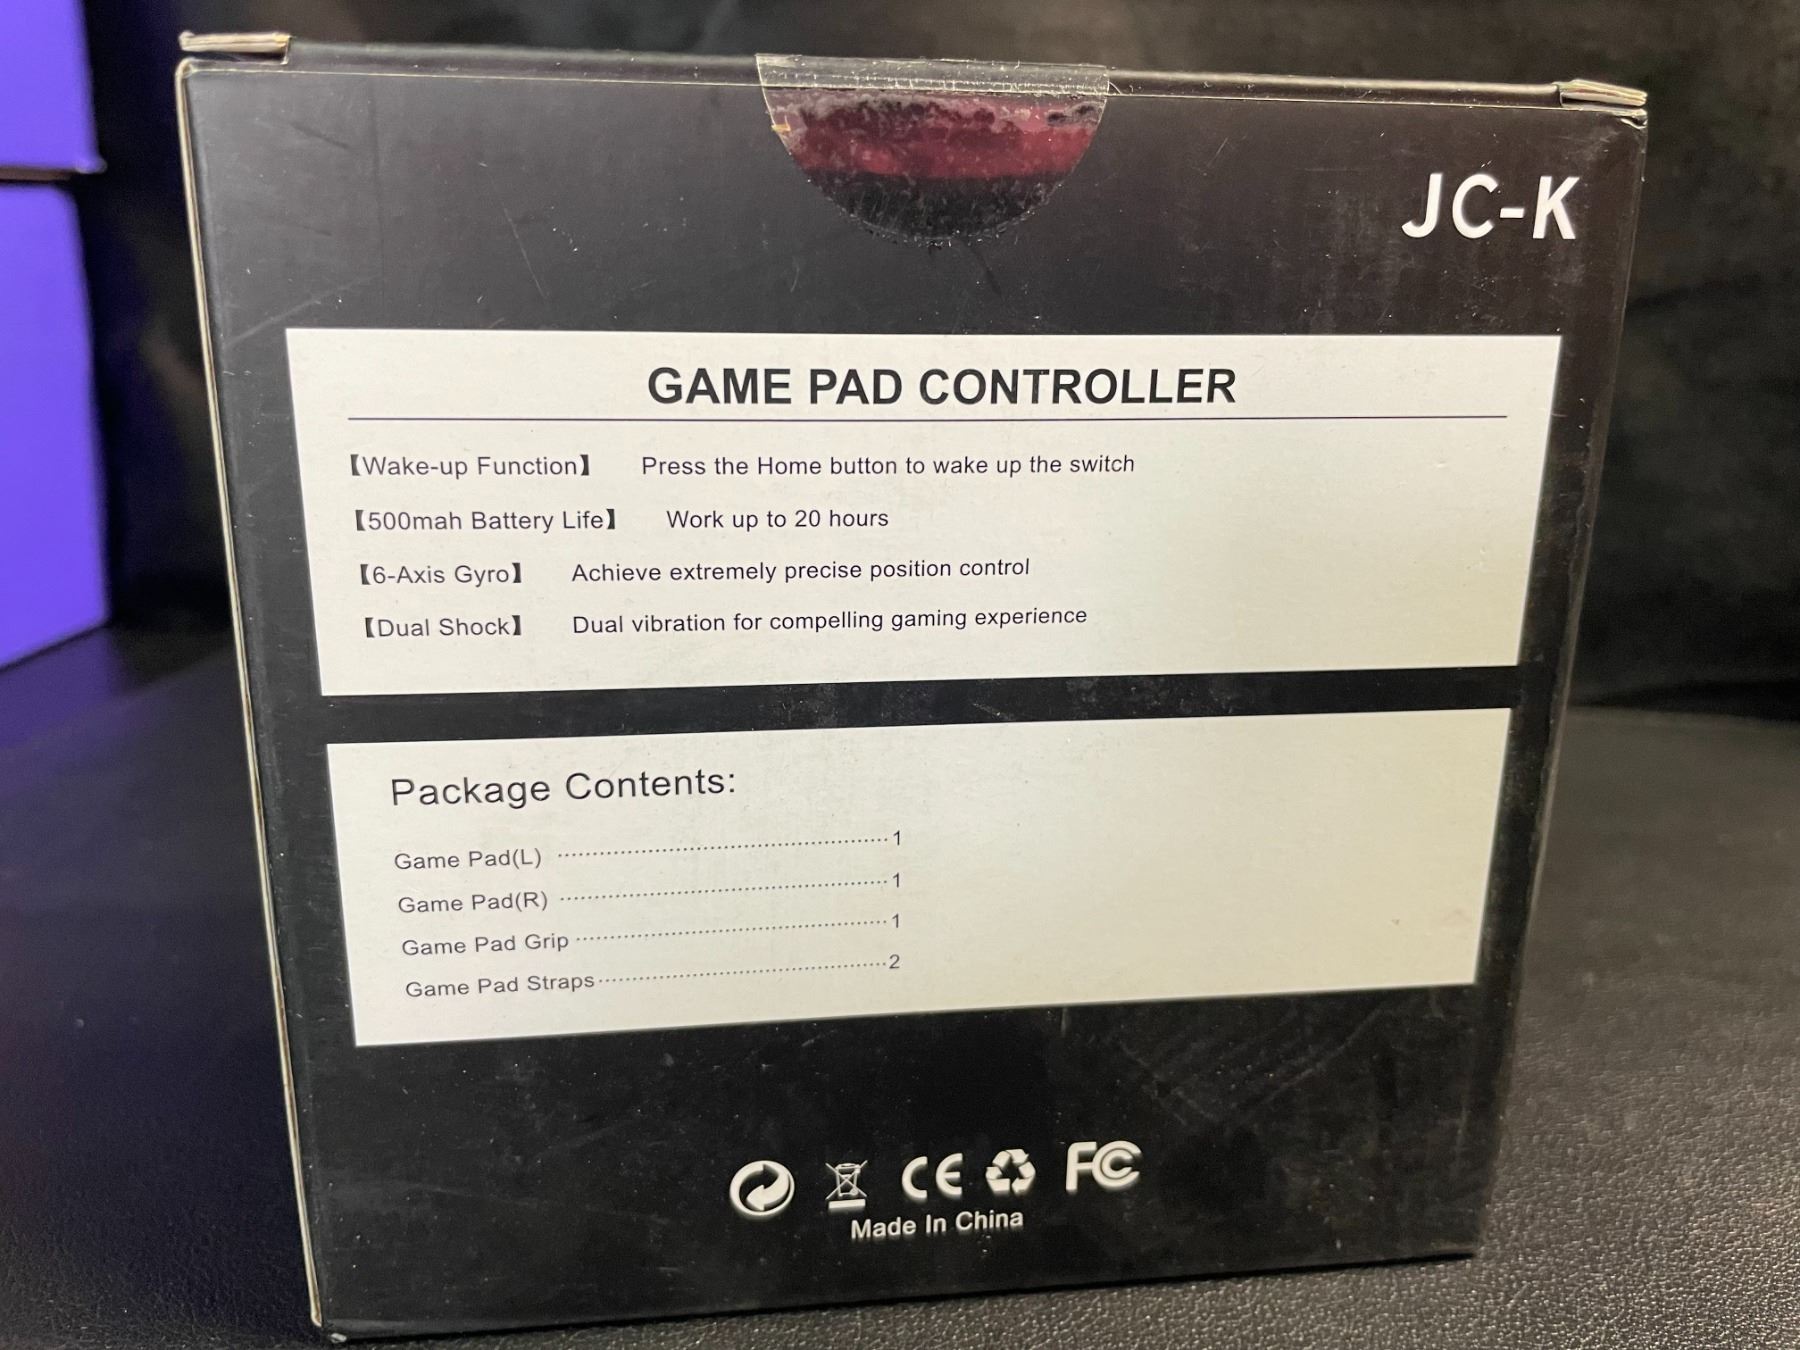 JC-K
GAME PAD CONTROLLER
【Wake-up Function】 Press the Home button to wake up the switch
【500mah Battery Life】 Work up to 20 hours
【6-Axis Gyro】 Achieve extremely precise position control
【Dual Shock】 Dual vibration for compelling gaming experience
Package Contents:
Game Pad(L) ........................................................ 1
Game Pad(R) ........................................................ 1
Game Pad Grip ........................................................ 1
Game Pad Straps ........................................................ 2
CE FC
Made In China